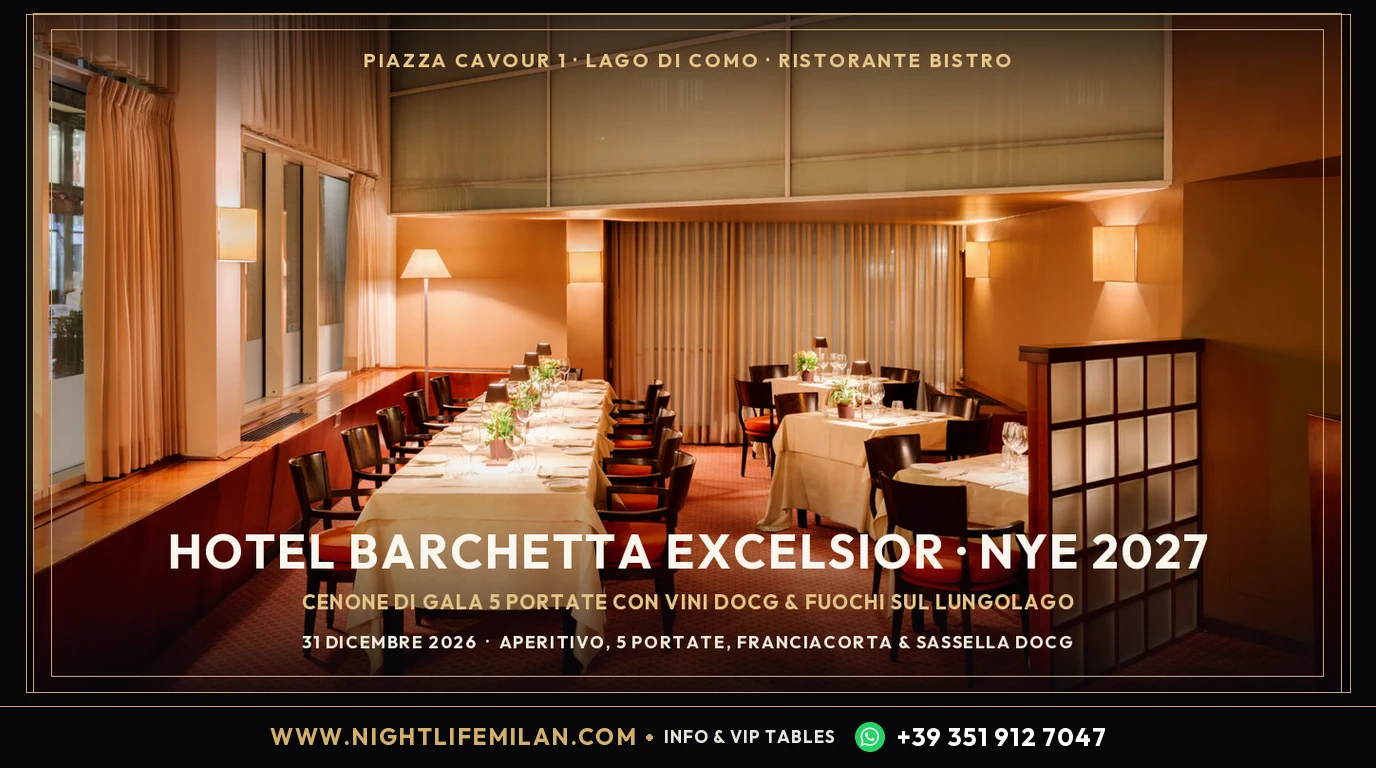 PIAZZA CAVOUR 1 · LAGO DI COMO · RISTORANTE BISTRO
HOTEL BARCHETTA EXCELSIOR · NYE 2027
CENONE DI GALA 5 PORTATE CON VINI DOCG & FUOCHI SUL LUNGOLAGO
31 DICEMBRE 2026 · APERITIVO, 5 PORTATE, FRANCIACORTA & SASSELLA DOCG
WWW.NIGHTLIFEMILAN.COM • INFO & VIP TABLES +39 351 912 7047